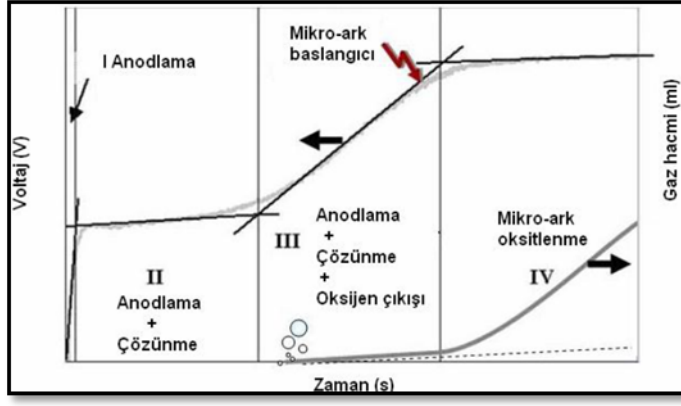 I Anodlama
Mikro-ark
baslangıcı
Voltaj (V)
Gaz hacmi (ml)
II
Anodlama
+
Çözünme
III
Anodlama
+
Çözünme
+
Oksijen çıkışı
Mikro-ark
oksitlenme
IV
Zaman (s)